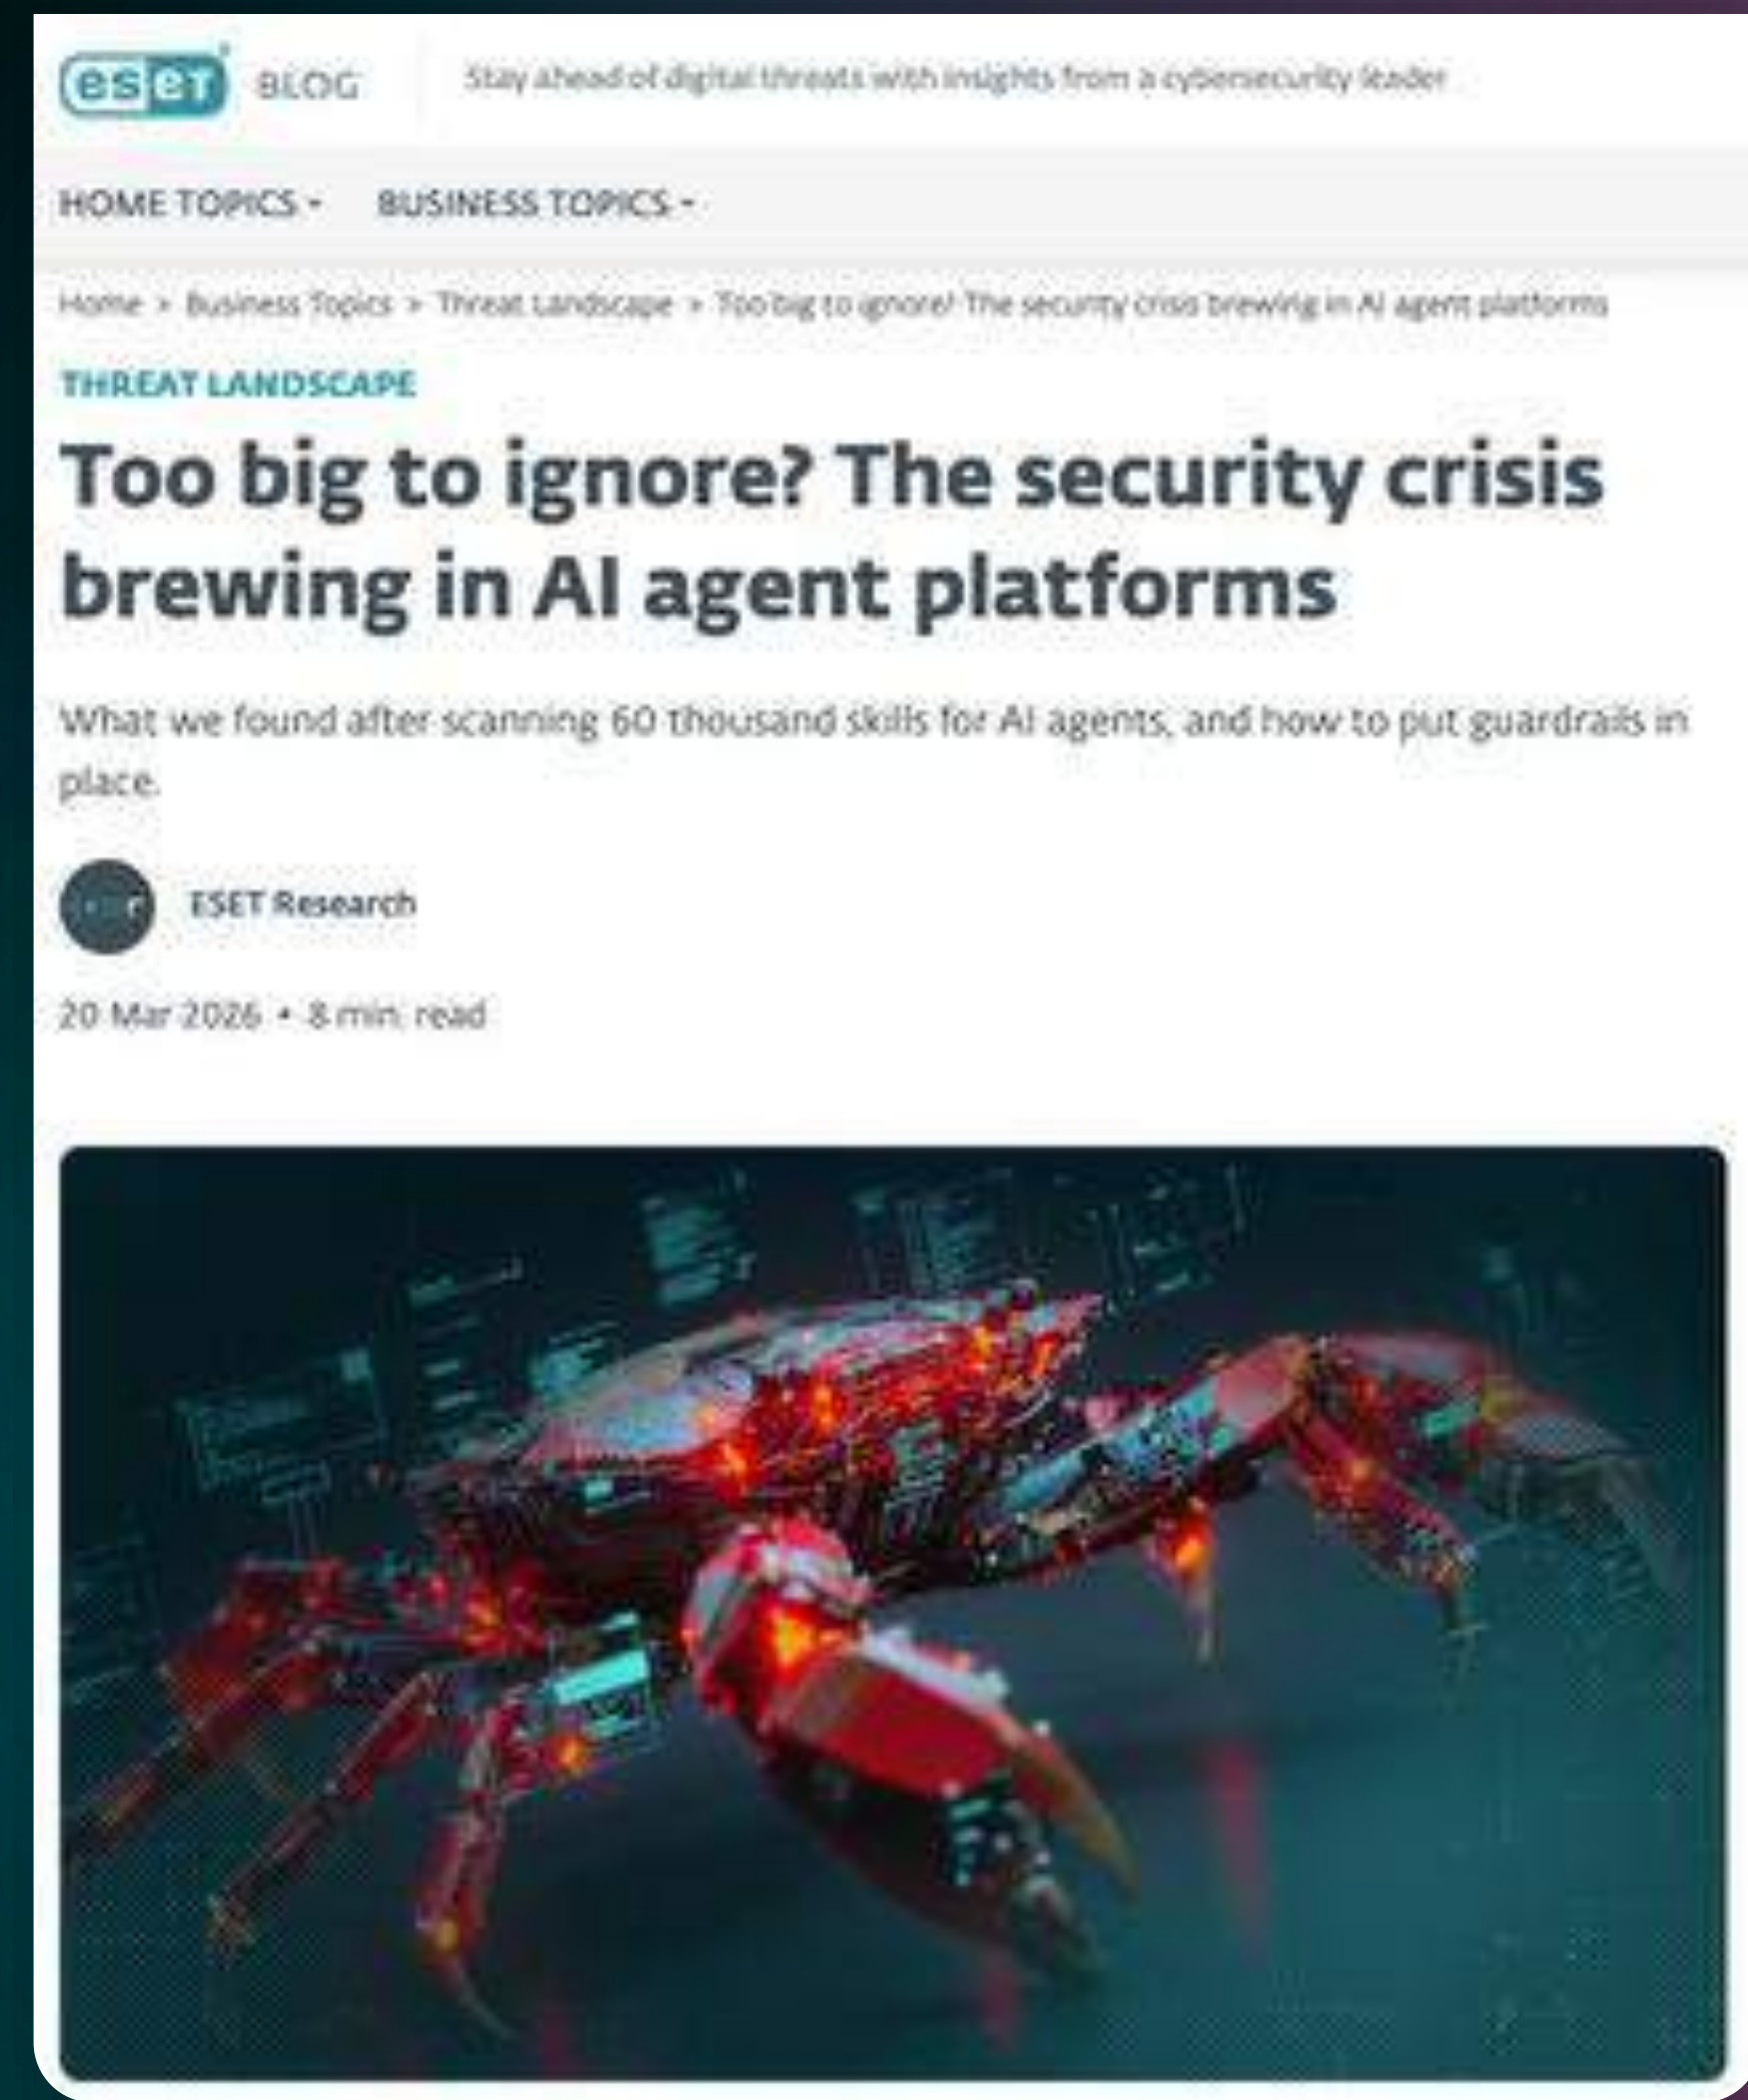 eset BLOG
Stay ahead of digital threats with insights from a cybersecurity leader
HOME TOPICS BUSINESS TOPICS
Home > Business Topics > Threat Landscape > Too big to ignore? The security crisis brewing in AI agent platforms
THREAT LANDSCAPE
Too big to ignore? The security crisis
brewing in AI agent platforms
What we found after scanning 60 thousand skills for AI agents, and how to put guardrails in
place.
ESET Research
20 Mar 2026 • 8 min. read